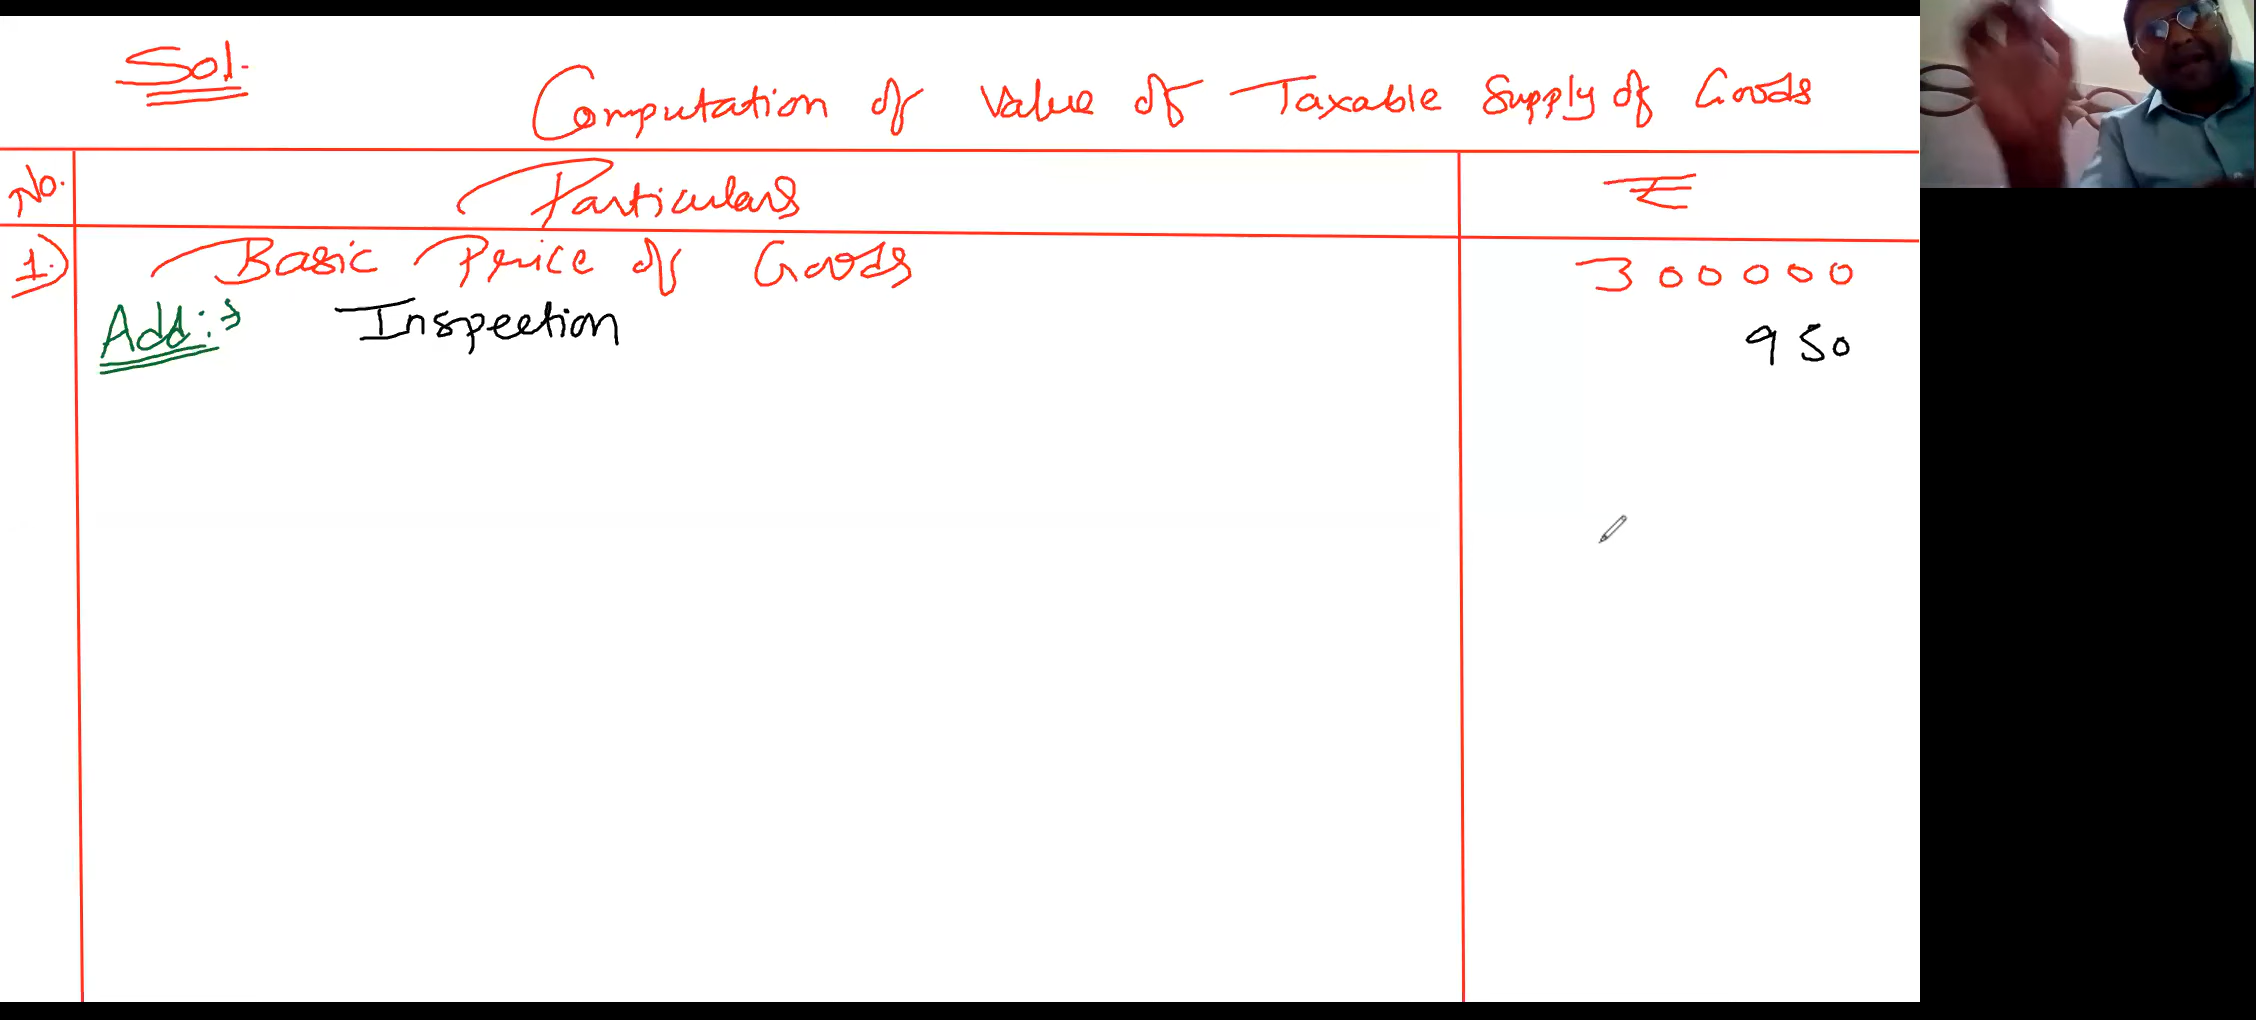 Sol.
Computation of Value of Taxable Supply of Goods
No. Particulars ₹
1.) Basic Price of Goods 300000
Add:→ Inspection 950